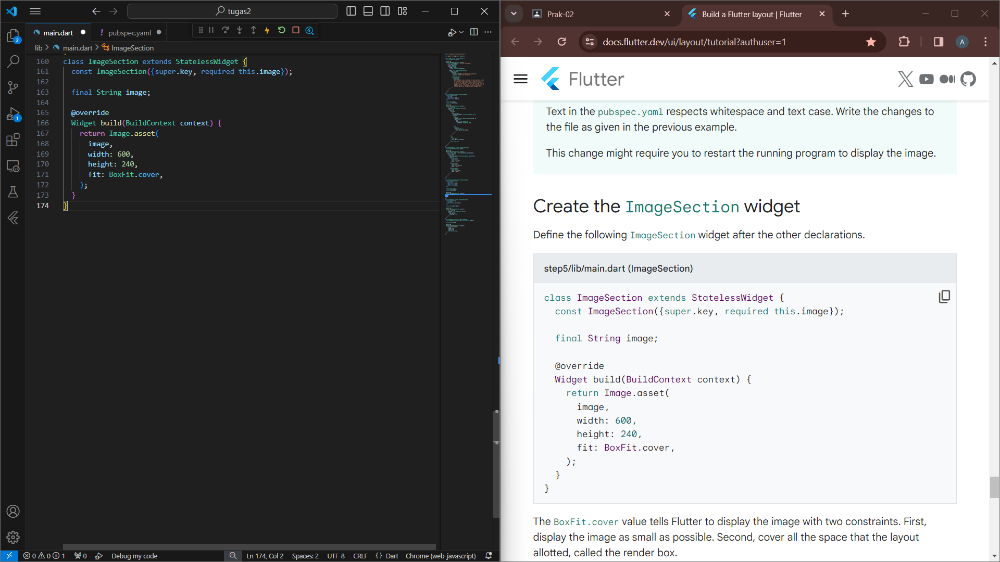 tugas2
main.dart
pubspec.yaml
lib > main.dart > ImageSection
160 class ImageSection extends StatelessWidget {
161 const ImageSection({super.key, required this.image});
162
163 final String image;
164
165 @override
166 Widget build(BuildContext context) {
167 return Image.asset(
168 image,
169 width: 600,
170 height: 240,
171 fit: BoxFit.cover,
172 );
173 }
174 }
2
1
0 0 1 0 Debug my code Ln 174, Col 2 Spaces: 2 UTF-8 CRLF {} Dart Chrome (web-javascript)
Prak-02
Build a Flutter layout | Flutter
docs.flutter.dev/ui/layout/tutorial?authuser=1
A
Flutter
Text in the pubspec.yaml respects whitespace and text case. Write the changes to
the file as given in the previous example.
This change might require you to restart the running program to display the image.
Create the ImageSection widget
Define the following ImageSection widget after the other declarations.
step5/lib/main.dart (ImageSection)
class ImageSection extends StatelessWidget {
const ImageSection({super.key, required this.image});
final String image;
@override
Widget build(BuildContext context) {
return Image.asset(
image,
width: 600,
height: 240,
fit: BoxFit.cover,
);
}
}
The BoxFit.cover value tells Flutter to display the image with two constraints. First,
display the image as small as possible. Second, cover all the space that the layout
allotted, called the render box.